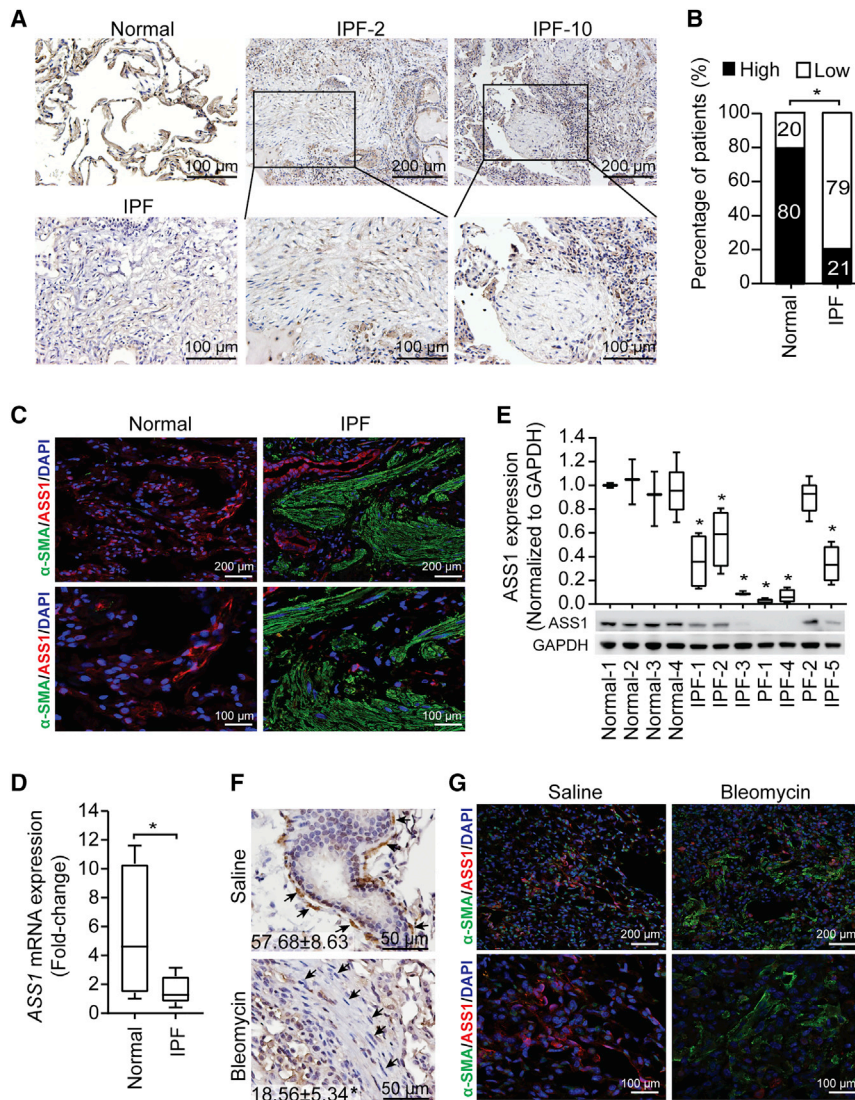 A
Normal
IPF-2
IPF-10
100 μm
200 μm
200 μm
IPF
100 μm
100 μm
100 μm
B
High
Low
*
Percentage of patients (%)
100
80
60
40
20
0
20
80
79
21
Normal
IPF
C
Normal
IPF
α-SMA/ASS1/DAPI
200 μm
200 μm
α-SMA/ASS1/DAPI
100 μm
100 μm
E
ASS1 expression
(Normalized to GAPDH)
1.4
1.2
1.0
0.8
0.6
0.4
0.2
0.0
*
*
*
*
*
*
ASS1
GAPDH
Normal-1
Normal-2
Normal-3
Normal-4
IPF-1
IPF-2
IPF-3
PF-1
IPF-4
PF-2
IPF-5
D
ASS1 mRNA expression
(Fold-change)
14
12
10
8
6
4
2
0
*
Normal
IPF
F
Saline
57.68±8.63
50 μm
Bleomycin
18.56±5.34*
50 μm
G
Saline
Bleomycin
α-SMA/ASS1/DAPI
200 μm
200 μm
α-SMA/ASS1/DAPI
100 μm
100 μm